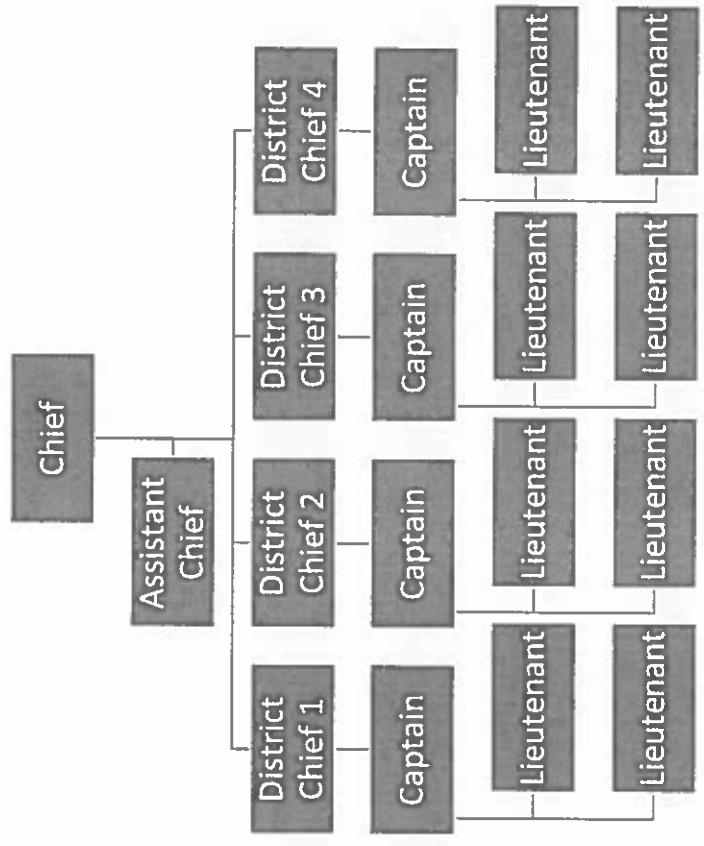 Chief
Assistant
Chief
District
Chief 1
District
Chief 2
District
Chief 3
District
Chief 4
Captain
Captain
Captain
Captain
Lieutenant
Lieutenant
Lieutenant
Lieutenant
Lieutenant
Lieutenant
Lieutenant
Lieutenant